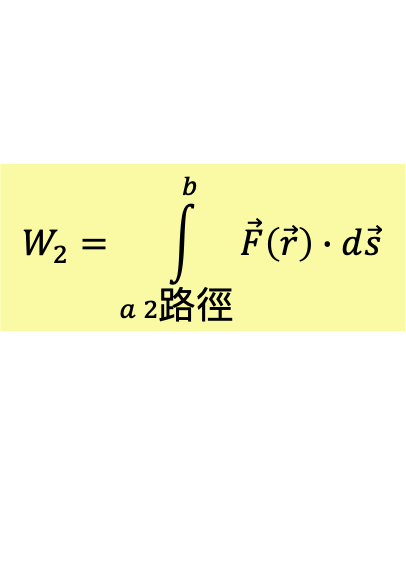 b
W₂ = ∫ F⃗(r⃗) · ds⃗
a 2路徑